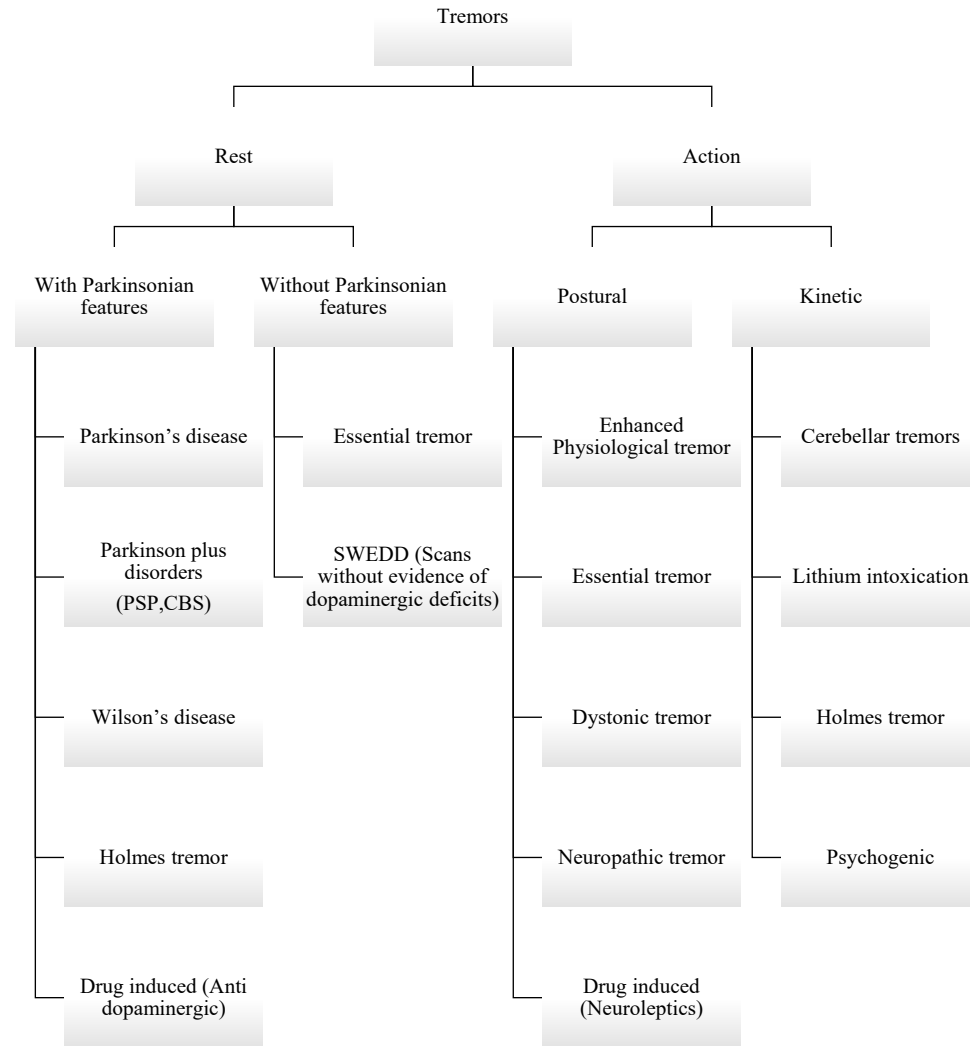 Tremors
Rest
Action
With Parkinsonian
features
Without Parkinsonian
features
Postural
Kinetic
Parkinson’s disease
Essential tremor
Enhanced
Physiological tremor
Cerebellar tremors
Parkinson plus
disorders
(PSP,CBS)
SWEDD (Scans
without evidence of
dopaminergic deficits)
Essential tremor
Lithium intoxication
Wilson’s disease
Dystonic tremor
Holmes tremor
Holmes tremor
Neuropathic tremor
Psychogenic
Drug induced (Anti
dopaminergic)
Drug induced
(Neuroleptics)